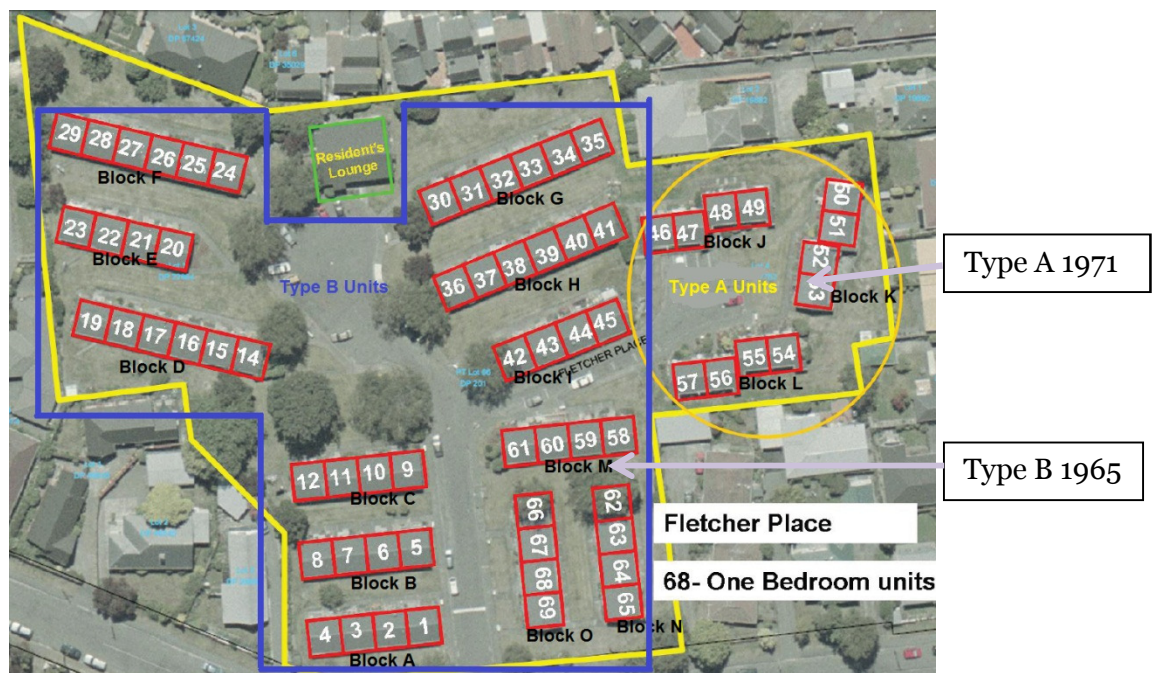 29 28 27 26 25 24
Block F
Resident's
Lounge
30 31 32 33 34 35
Block G
23 22 21 20
Block E
36 37 38 39 40 41
Block H
46 47 48 49
Block J
50
51
52
53
Block K
Type A 1971
Type B Units
Type A Units
19 18 17 16 15 14
Block D
42 43 44 45
FLETCHER PLACE
Block I
57 56 55 54
Block L
61 60 59 58
Block M
Type B 1965
12 11 10 9
Block C
66
67
68
69
Block O
62
63
64
65
Block N
Fletcher Place
68- One Bedroom units
8 7 6 5
Block B
4 3 2 1
Block A